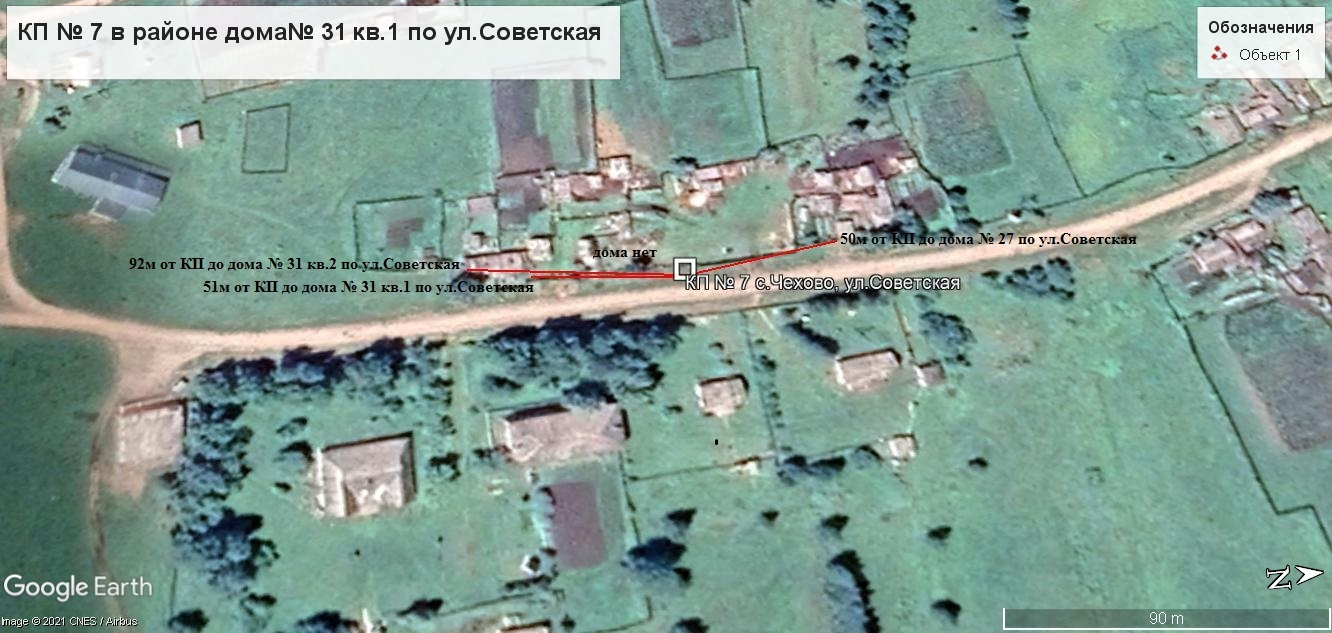 КП № 7 в районе дома№ 31 кв.1 по ул.Советская
Обозначения
Объект 1
50м от КП до дома № 27 по ул.Советская
дома нет
92м от КП до дома № 31 кв.2 по ул.Советская
КП № 7 с.Чехово, ул.Советская
51м от КП до дома № 31 кв.1 по ул.Советская
Google Earth
N
90 m
Image © 2021 CNES / Airbus